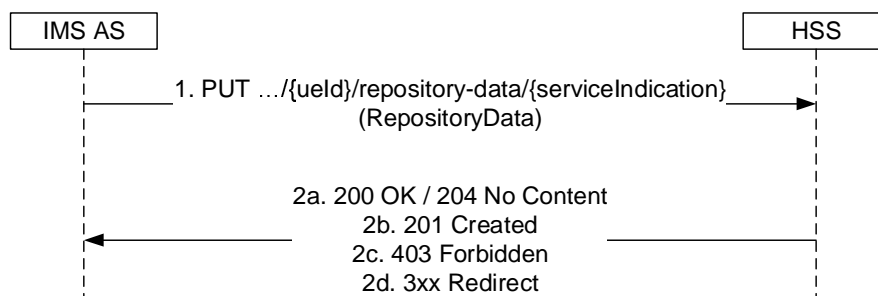 IMS AS
HSS
1. PUT …/{ueId}/repository-data/{serviceIndication}
(RepositoryData)
2a. 200 OK / 204 No Content
2b. 201 Created
2c. 403 Forbidden
2d. 3xx Redirect